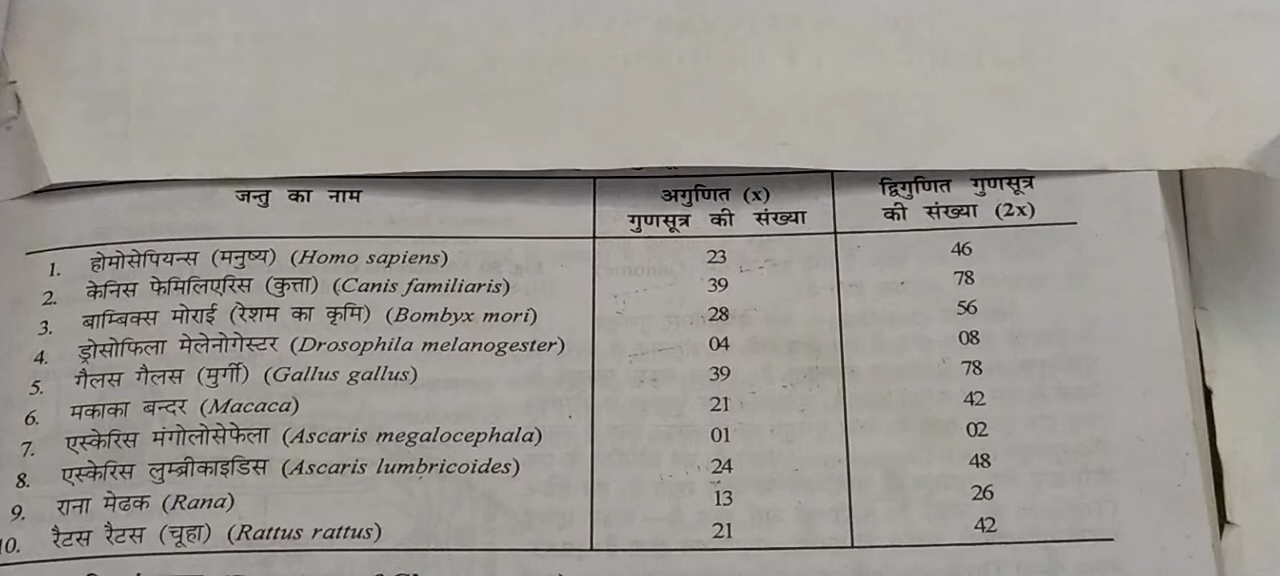 जन्तु का नाम अगुणित (x) द्विगुणित गुणसूत्र
गुणसूत्र की संख्या की संख्या (2x)
1. होमोसेपियन्स (मनुष्य) (Homo sapiens) 23 46
2. केनिस फेमिलिएरिस (कुत्ता) (Canis familiaris) 39 78
3. बाम्बिक्स मोराई (रेशम का कृमि) (Bombyx mori) 28 56
4. ड्रोसोफिला मेलेनोगेस्टर (Drosophila melanogester) 04 08
5. गैलस गैलस (मुर्गी) (Gallus gallus) 39 78
6. मकाका बन्दर (Macaca) 21 42
7. एस्केरिस मंगोलोसेफेला (Ascaris megalocephala) 01 02
8. एस्केरिस लुम्ब्रीकाइडिस (Ascaris lumbricoides) 24 48
9. राना मेढक (Rana) 13 26
10. रैटस रैटस (चूहा) (Rattus rattus) 21 42